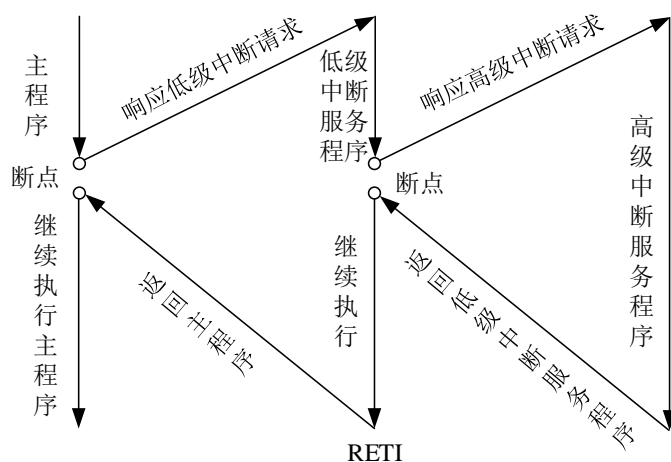 主程序
响应低级中断请求
低级中断服务程序
响应高级中断请求
高级中断服务程序
断点
断点
继续执行主程序
返回主程序
继续执行
返回低级中断服务程序
RETI